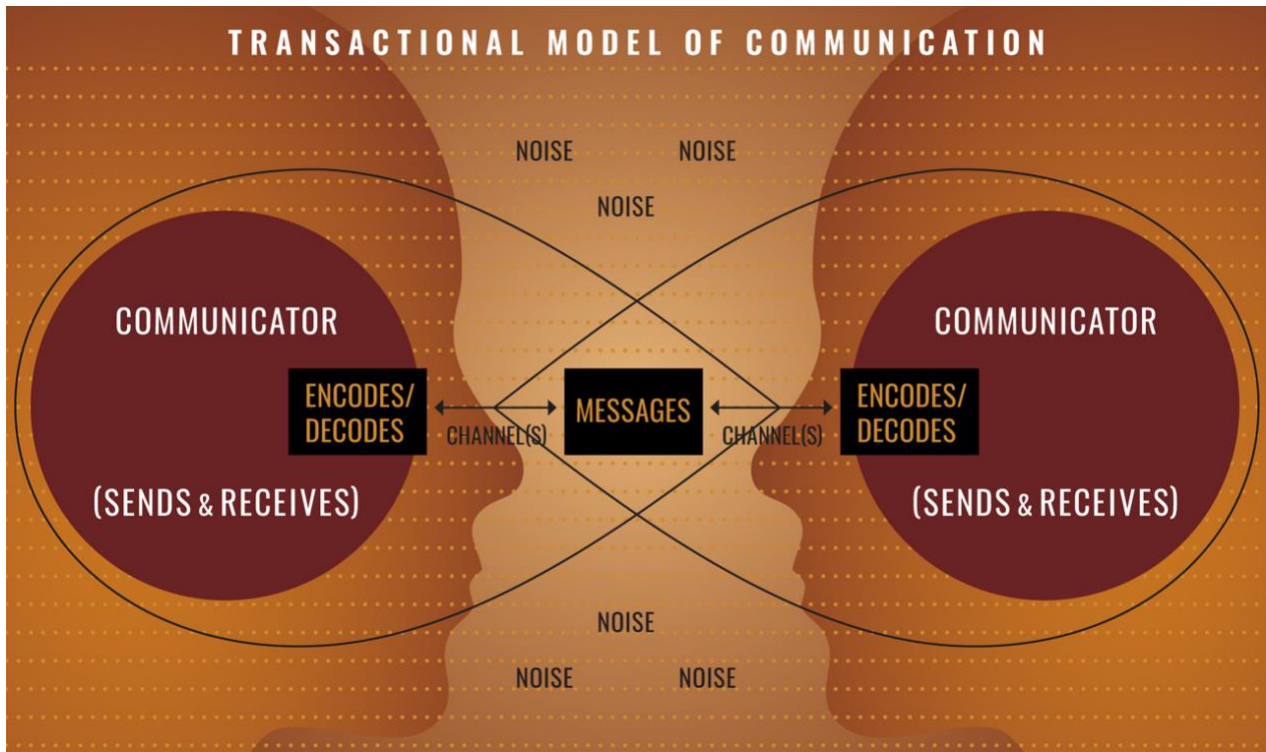 TRANSACTIONAL MODEL OF COMMUNICATION
NOISE NOISE
NOISE
COMMUNICATOR
ENCODES/
DECODES
(SENDS & RECEIVES)
CHANNEL(S)
MESSAGES
CHANNEL(S)
COMMUNICATOR
ENCODES/
DECODES
(SENDS & RECEIVES)
NOISE
NOISE NOISE